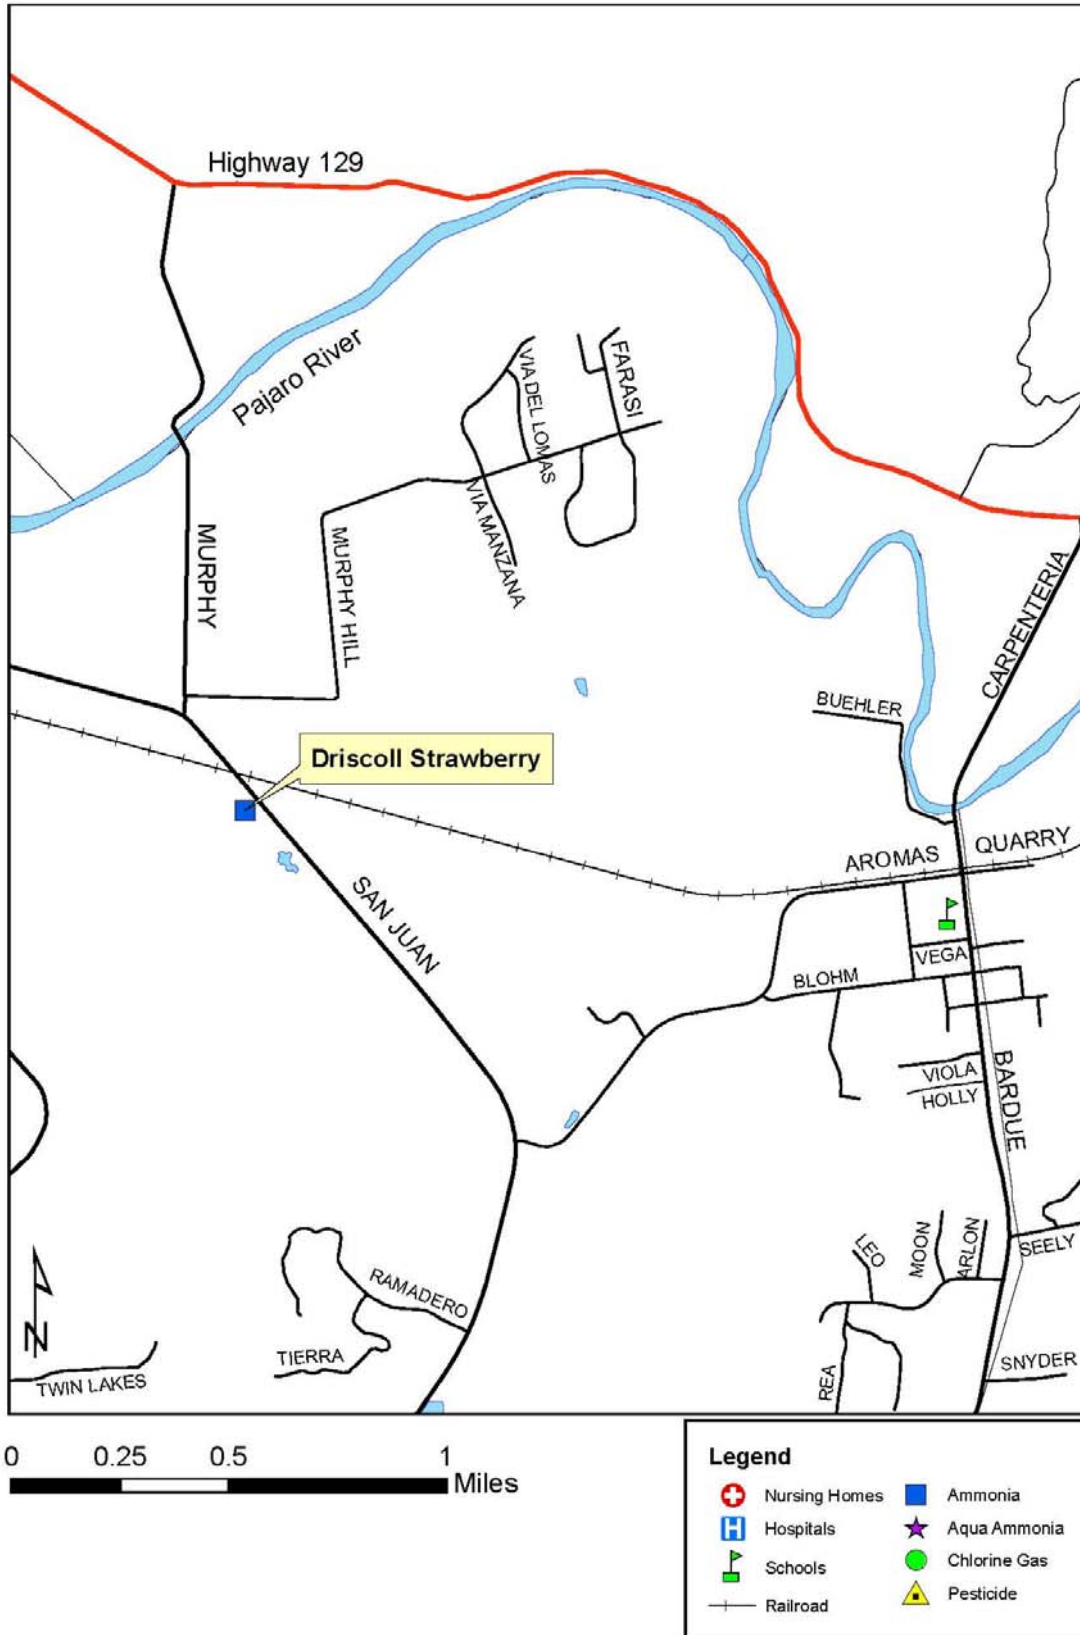 Highway 129
Pajaro River
VIA DEL LOMAS
FARASI
VIA MANZANA
MURPHY
MURPHY HILL
CARPENTERIA
BUEHLER
Driscoll Strawberry
AROMAS
QUARRY
SAN JUAN
VEGA
BLOHM
VIOLA
HOLLY
BARDUE
LEO
MOON
ARLON
SEELY
RAMADERO
TIERRA
N
TWIN LAKES
REA
SNYDER
0 0.25 0.5 1
Miles
Legend
Nursing Homes
Ammonia
H
Hospitals
Aqua Ammonia
Schools
Chlorine Gas
Railroad
Pesticide